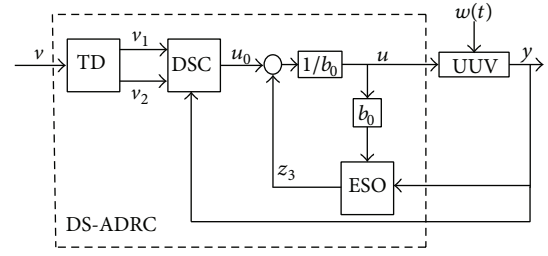 w(t)
v
TD
v₁
v₂
DSC
u₀
1/b₀
u
UUV
y
b₀
z₃
ESO
DS-ADRC